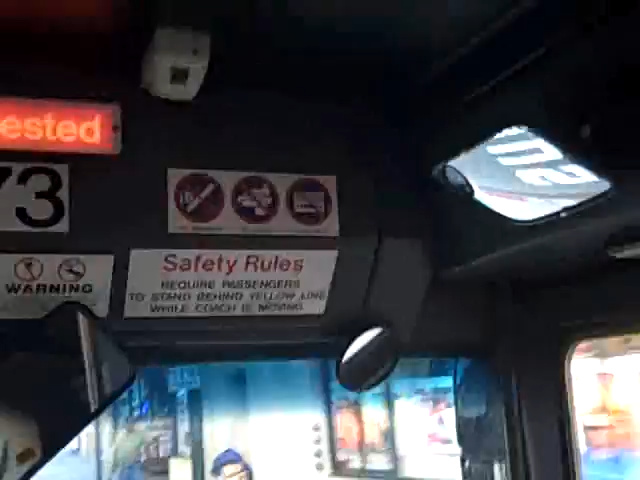 ested
73
WARNING
Safety Rules
REQUIRE PASSENGERS
TO STAND BEHIND YELLOW LINE
WHILE COACH IS MOVING